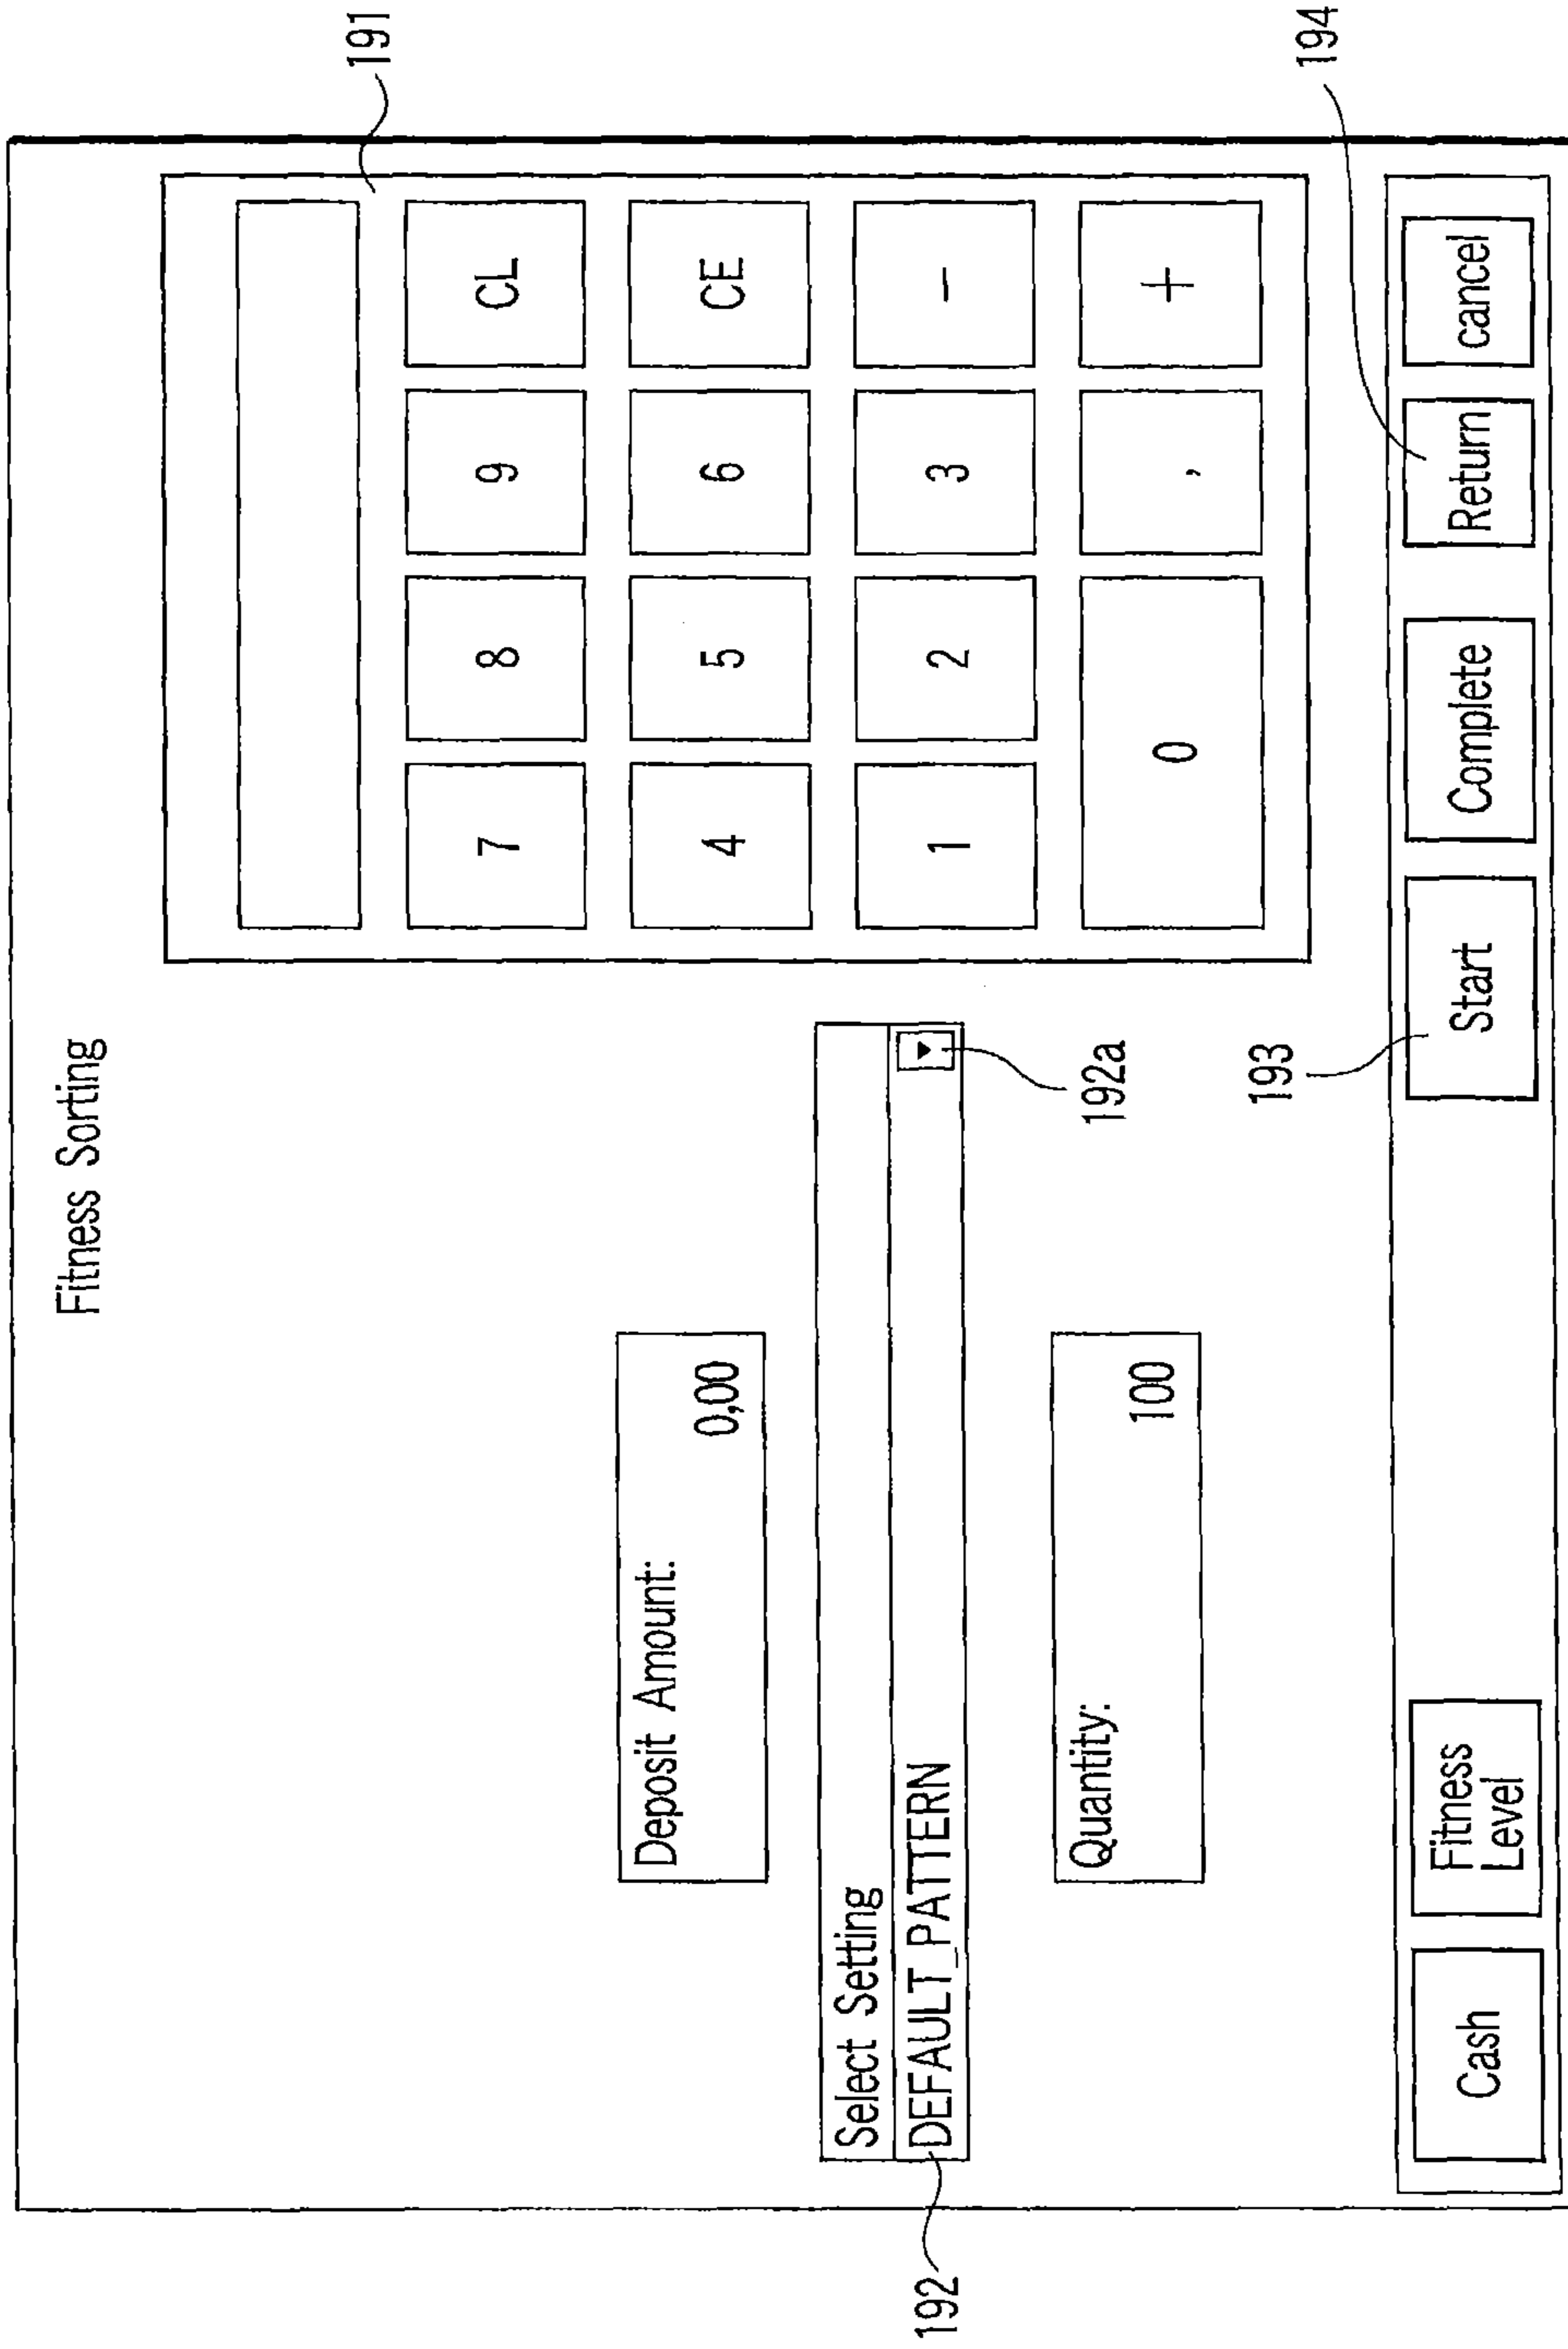 Fitness Sorting
191
Deposit Amount:
0,00
Select Setting
192
DEFAULT_PATTERN
192a
Quantity:
100
7 8 9 CL
4 5 6 CE
1 2 3 −
0 , +
193
194
Cash
Fitness
Level
Start
Complete
Return
cancel